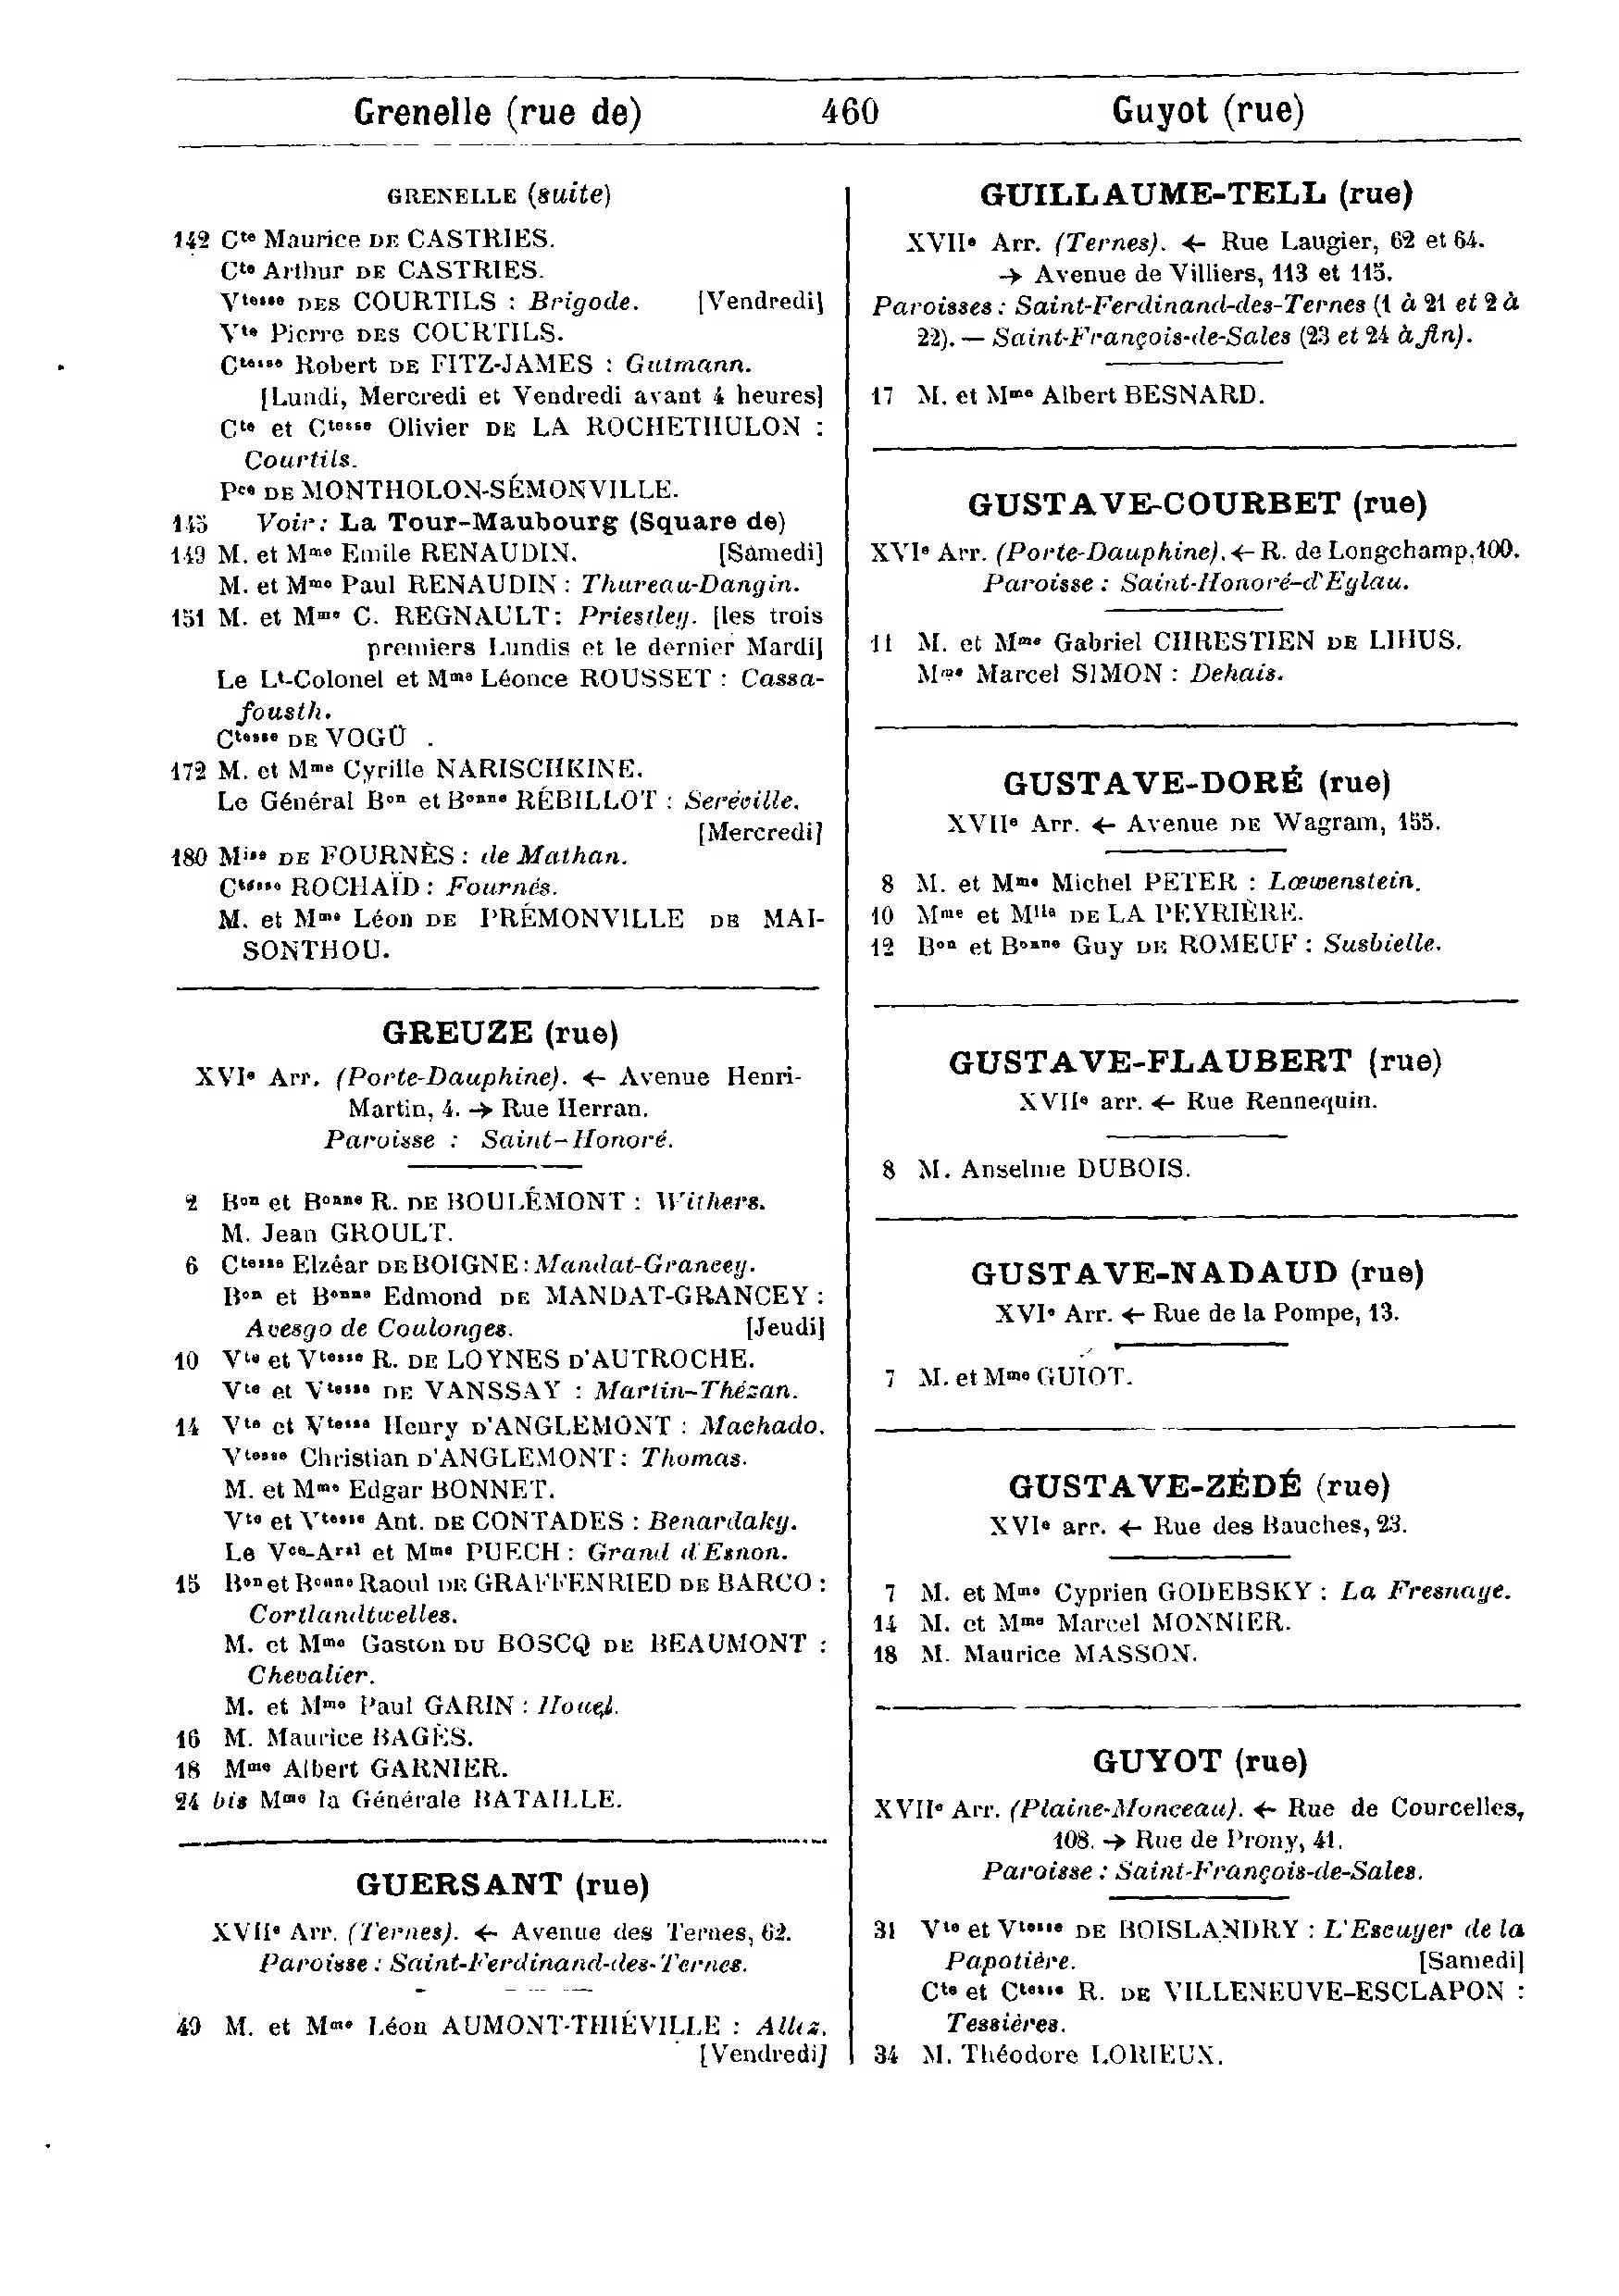 Grenelle (rue de) 460 Guyot (rue)
GRENELLE (suite)
142 Cte Maurice DE CASTRIES.
Cte Arthur DE CASTRIES.
Vtesse DES COURTILS : Brigode. [Vendredi]
Vte Pierre DES COURTILS.
Ctesse Robert DE FITZ-JAMES : Gutmann.
[Lundi, Mercredi et Vendredi avant 4 heures]
Cte et Ctesse Olivier DE LA ROCHETHULON :
Courtils.
Pce DE MONTHOLON-SÉMONVILLE.
145 Voir : La Tour-Maubourg (Square de)
149 M. et Mme Emile RENAUDIN. [Samedi]
M. et Mme Paul RENAUDIN : Thureau-Dangin.
151 M. et Mme C. REGNAULT : Priestley. [les trois
premiers Lundis et le dernier Mardi]
Le Lt-Colonel et Mme Léonce ROUSSET : Cassa-
fousth.
Ctesse DE VOGÜ .
172 M. et Mme Cyrille NARISCHKINE.
Le Général Bon et Bonne RÉBILLOT : Seréville.
[Mercredi]
180 Mise DE FOURNÈS : de Mathan.
Ctesse ROCHAÏD : Fournés.
M. et Mme Léon DE PRÉMONVILLE DE MAI-
SONTHOU.
GREUZE (rue)
XVIe Arr. (Porte-Dauphine). ← Avenue Henri-
Martin, 4. → Rue Herran.
Paroisse : Saint-Honoré.
2 Bon et Bonne R. DE BOULÉMONT : Withers.
M. Jean GROULT.
6 Ctesse Elzéar DE BOIGNE : Mandat-Grancey.
Bon et Bonne Edmond DE MANDAT-GRANCEY :
Avesgo de Coulonges. [Jeudi]
10 Vte et Vtesse R. DE LOYNES D'AUTROCHE.
Vte et Vtesse DE VANSSAY : Martin-Thézan.
14 Vte et Vtesse Henry D'ANGLEMONT : Machado.
Vtesse Christian D'ANGLEMONT : Thomas.
M. et Mme Edgar BONNET.
Vte et Vtesse Ant. DE CONTADES : Benardaky.
Le Vce-Aral et Mme PUECH : Grand d'Esnon.
15 Bon et Bonne Raoul DE GRAFFENRIED DE BARCO :
Cortlandtwelles.
M. et Mme Gaston DU BOSCQ DE BEAUMONT :
Chevalier.
M. et Mme Paul GARIN : Houel.
16 M. Maurice BAGÈS.
18 Mme Albert GARNIER.
24 bis Mme la Générale BATAILLE.
GUERSANT (rue)
XVIIe Arr. (Ternes). ← Avenue des Ternes, 62.
Paroisse : Saint-Ferdinand-des-Ternes.
49 M. et Mme Léon AUMONT-THIÉVILLE : Allez.
[Vendredi]
GUILLAUME-TELL (rue)
XVIIe Arr. (Ternes). ← Rue Laugier, 62 et 64.
→ Avenue de Villiers, 113 et 115.
Paroisses : Saint-Ferdinand-des-Ternes (1 à 21 et 2 à
22). — Saint-François-de-Sales (23 et 24 à fin).
17 M. et Mme Albert BESNARD.
GUSTAVE-COURBET (rue)
XVIe Arr. (Porte-Dauphine). ← R. de Longchamp, 100.
Paroisse : Saint-Honoré-d'Eylau.
11 M. et Mme Gabriel CHRESTIEN DE LIHUS.
Mme Marcel SIMON : Dehais.
GUSTAVE-DORÉ (rue)
XVIIe Arr. ← Avenue DE Wagram, 155.
8 M. et Mme Michel PETER : Lœwenstein.
10 Mme et Mlle DE LA PEYRIÈRE.
12 Bon et Bonne Guy DE ROMEUF : Susbielle.
GUSTAVE-FLAUBERT (rue)
XVIIe arr. ← Rue Rennequin.
8 M. Anselme DUBOIS.
GUSTAVE-NADAUD (rue)
XVIe Arr. ← Rue de la Pompe, 13.
7 M. et Mme GUIOT.
GUSTAVE-ZÉDÉ (rue)
XVIe arr. ← Rue des Bauches, 23.
7 M. et Mme Cyprien GODEBSKY : La Fresnaye.
14 M. et Mme Marcel MONNIER.
18 M. Maurice MASSON.
GUYOT (rue)
XVIIe Arr. (Plaine-Monceau). ← Rue de Courcelles,
108. → Rue de Prony, 41.
Paroisse : Saint-François-de-Sales.
31 Vte et Vtesse DE BOISLANDRY : L'Escuyer de la
Papotière. [Samedi]
Cte et Ctesse R. DE VILLENEUVE-ESCLAPON :
Tessières.
34 M. Théodore LORIEUX.